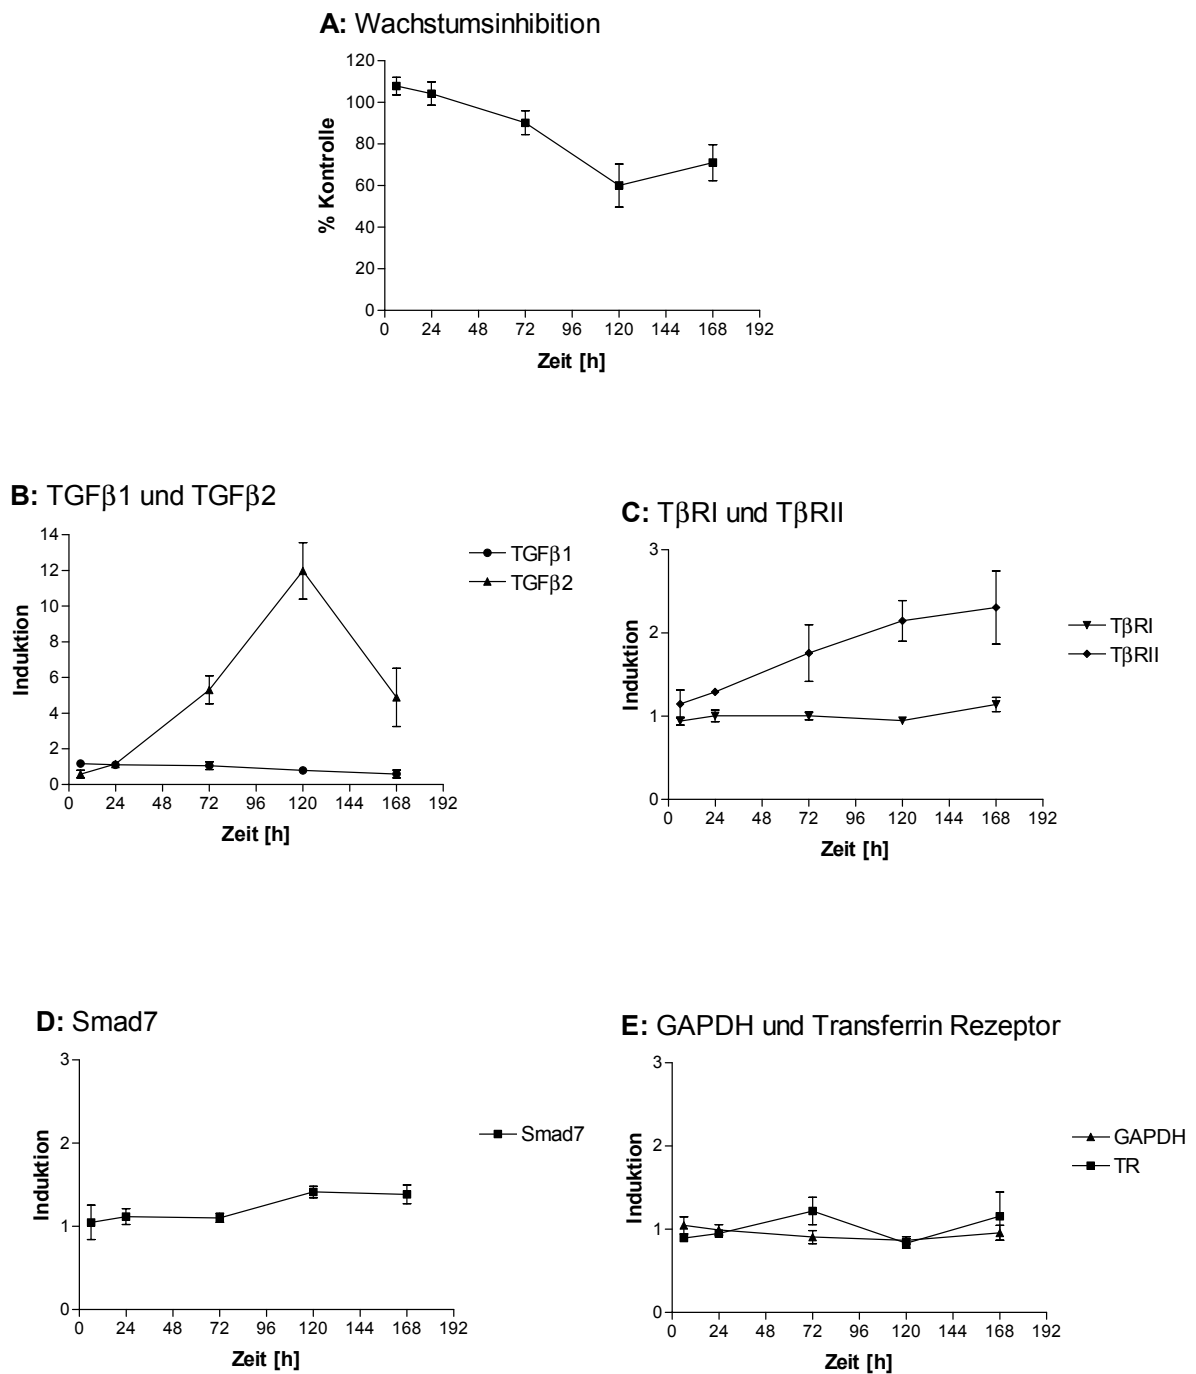 A: Wachstumsinhibition
120
100
80
60
40
20
0
% Kontrolle
0 24 48 72 96 120 144 168 192
Zeit [h]
B: TGFβ1 und TGFβ2
14
12
10
8
6
4
2
0
Induktion
0 24 48 72 96 120 144 168 192
Zeit [h]
TGFβ1
TGFβ2
C: TβRI und TβRII
3
2
1
0
Induktion
0 24 48 72 96 120 144 168 192
Zeit [h]
TβRI
TβRII
D: Smad7
3
2
1
0
Induktion
0 24 48 72 96 120 144 168 192
Zeit [h]
Smad7
E: GAPDH und Transferrin Rezeptor
3
2
1
0
Induktion
0 24 48 72 96 120 144 168 192
Zeit [h]
GAPDH
TR